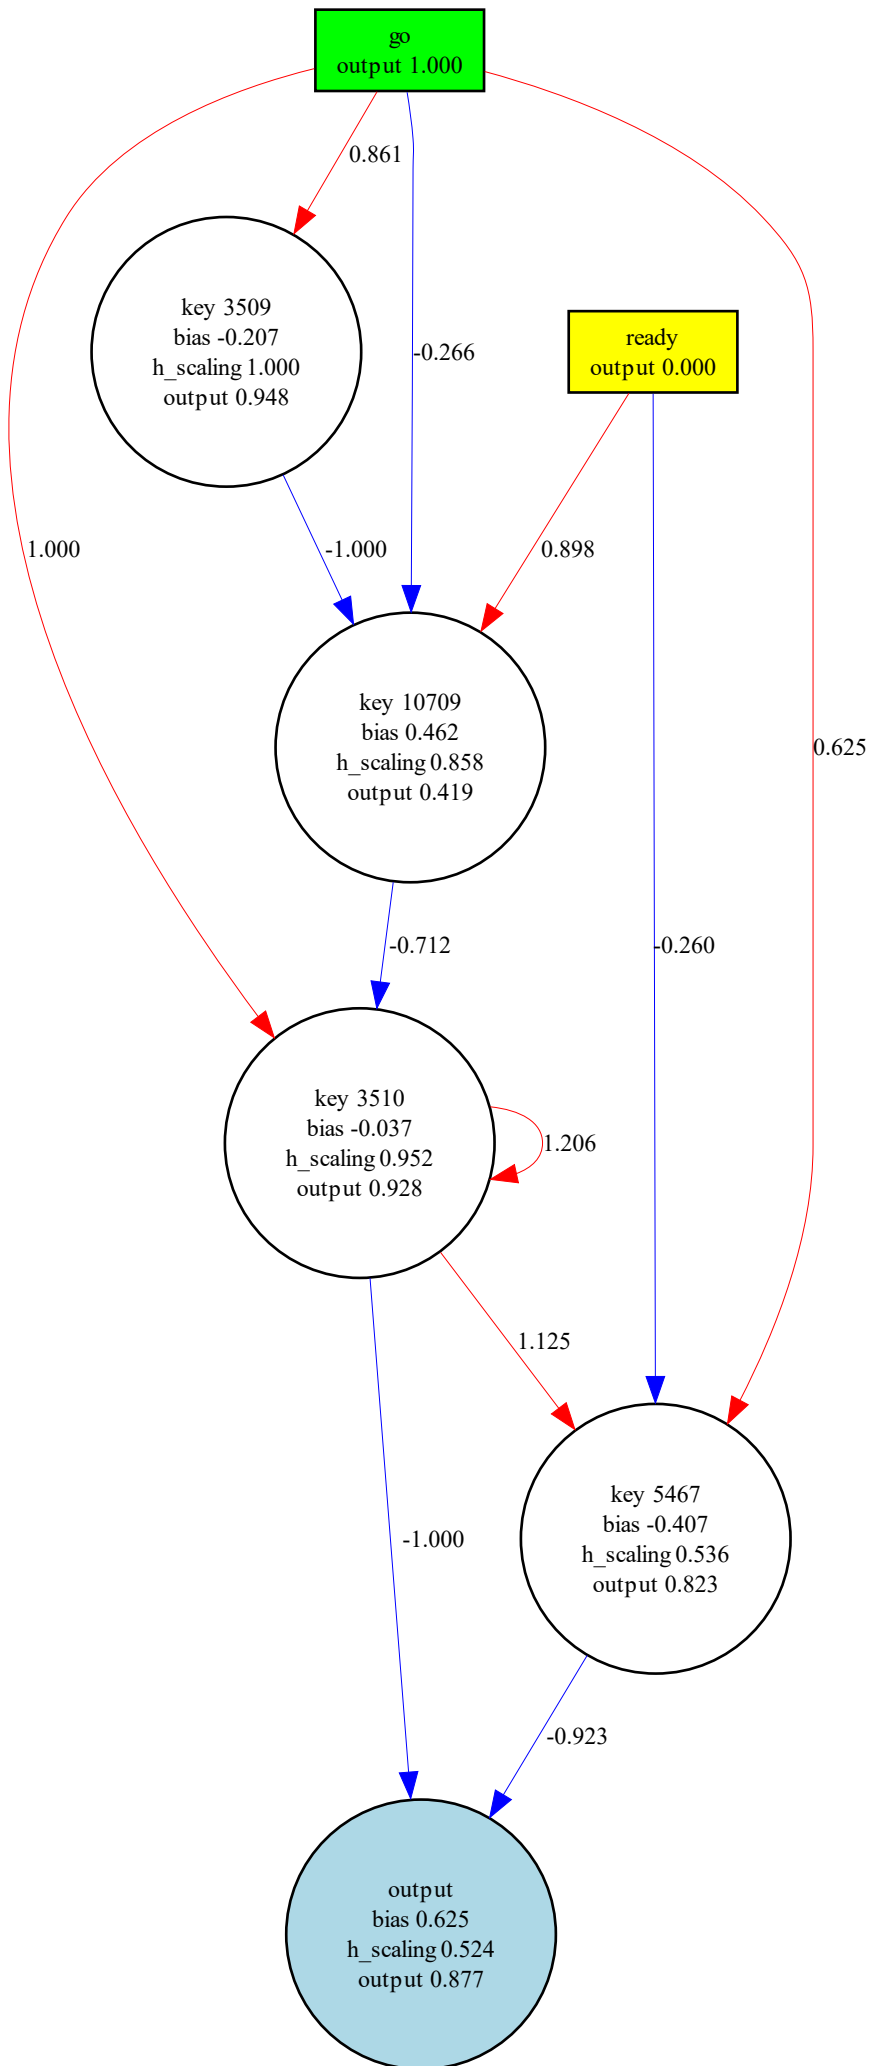 go
output 1.000
0.861
key 3509
bias -0.207
h_scaling 1.000
output 0.948
-0.266
ready
output 0.000
1.000
-1.000
0.898
key 10709
bias 0.462
h_scaling 0.858
output 0.419
0.625
-0.712
-0.260
key 3510
bias -0.037
h_scaling 0.952
output 0.928
1.206
1.125
key 5467
bias -0.407
h_scaling 0.536
output 0.823
-1.000
-0.923
output
bias 0.625
h_scaling 0.524
output 0.877